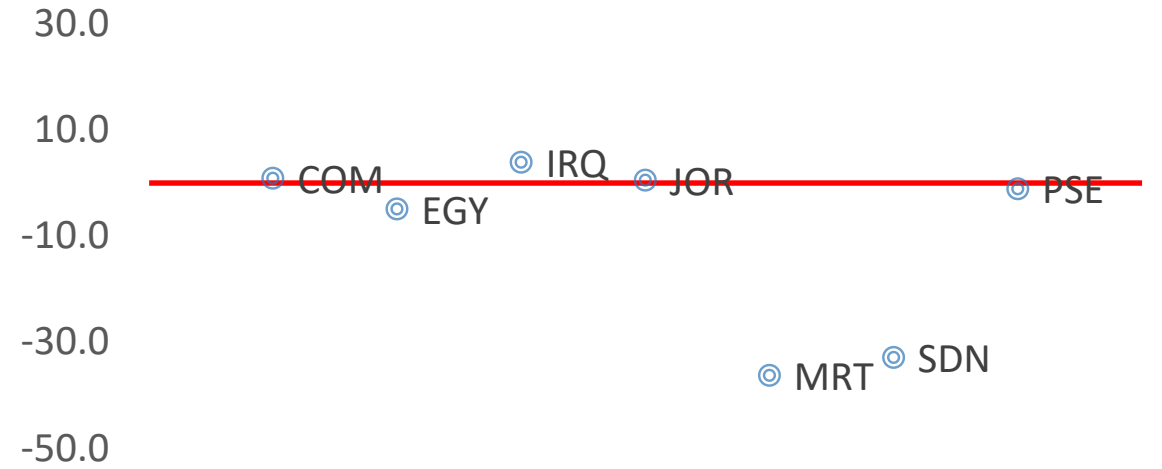 30.0
10.0
IRQ
COM
JOR
PSE
EGY
-10.0
-30.0
SDN
MRT
-50.0